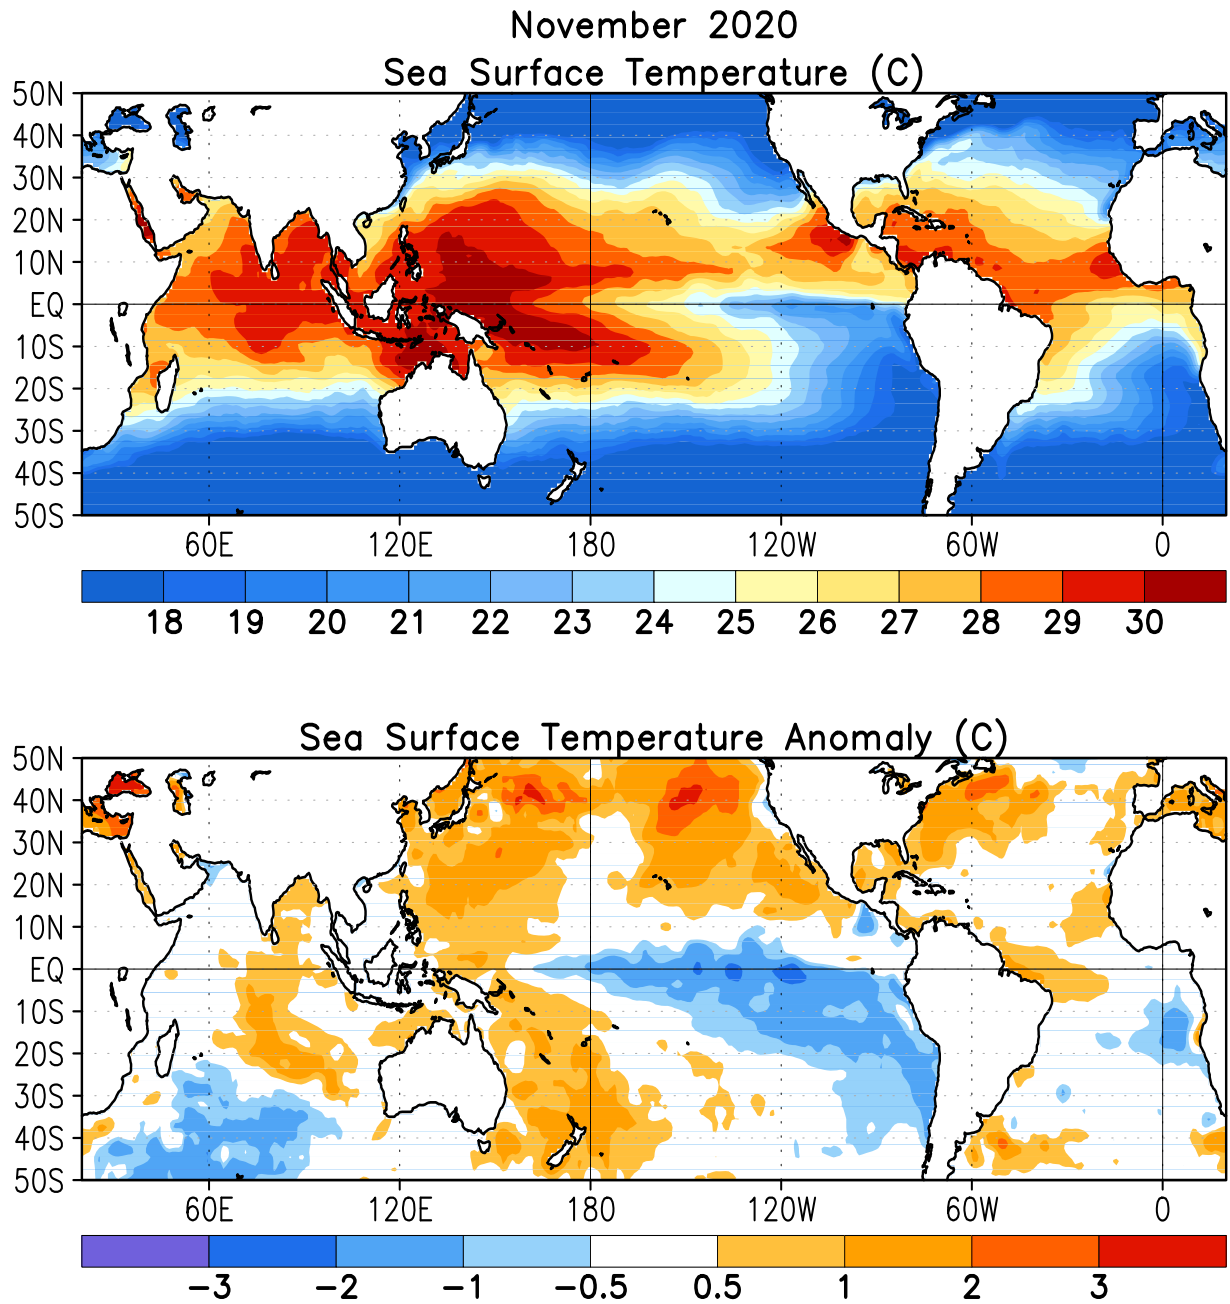 November 2020
Sea Surface Temperature (C)
50N
40N
30N
20N
10N
EQ
10S
20S
30S
40S
50S
60E 120E 180 120W 60W 0
18 19 20 21 22 23 24 25 26 27 28 29 30
Sea Surface Temperature Anomaly (C)
50N
40N
30N
20N
10N
EQ
10S
20S
30S
40S
50S
60E 120E 180 120W 60W 0
−3 −2 −1 −0.5 0.5 1 2 3